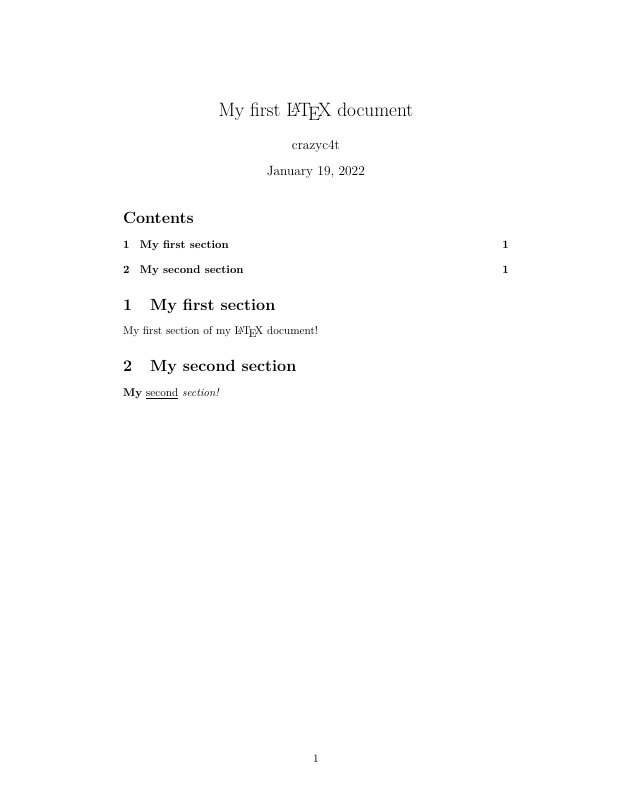 My first LaTeX document
crazyc4t
January 19, 2022
Contents
1 My first section 1
2 My second section 1
1 My first section
My first section of my LaTeX document!
2 My second section
My second section!
1